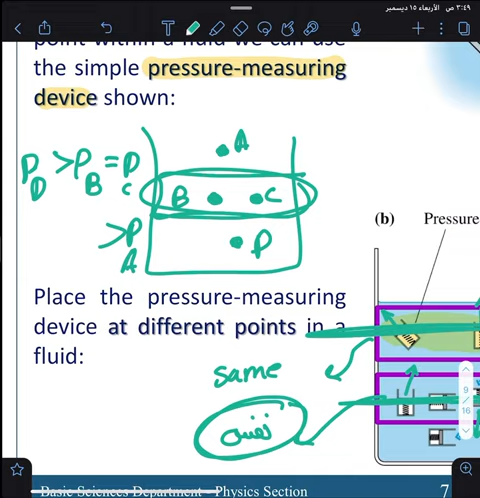 ٣:٤٩ ص الأربعاء ١٥ ديسمبر
point within a fluid we can use
the simple pressure-measuring
device shown:
A
P_D > P_B = P_C
B C
> P_A
P
(b) Pressure
Place the pressure-measuring
device at different points in a
fluid:
same
نفسه
9
16
Basic Sciences Department - Physics Section 7